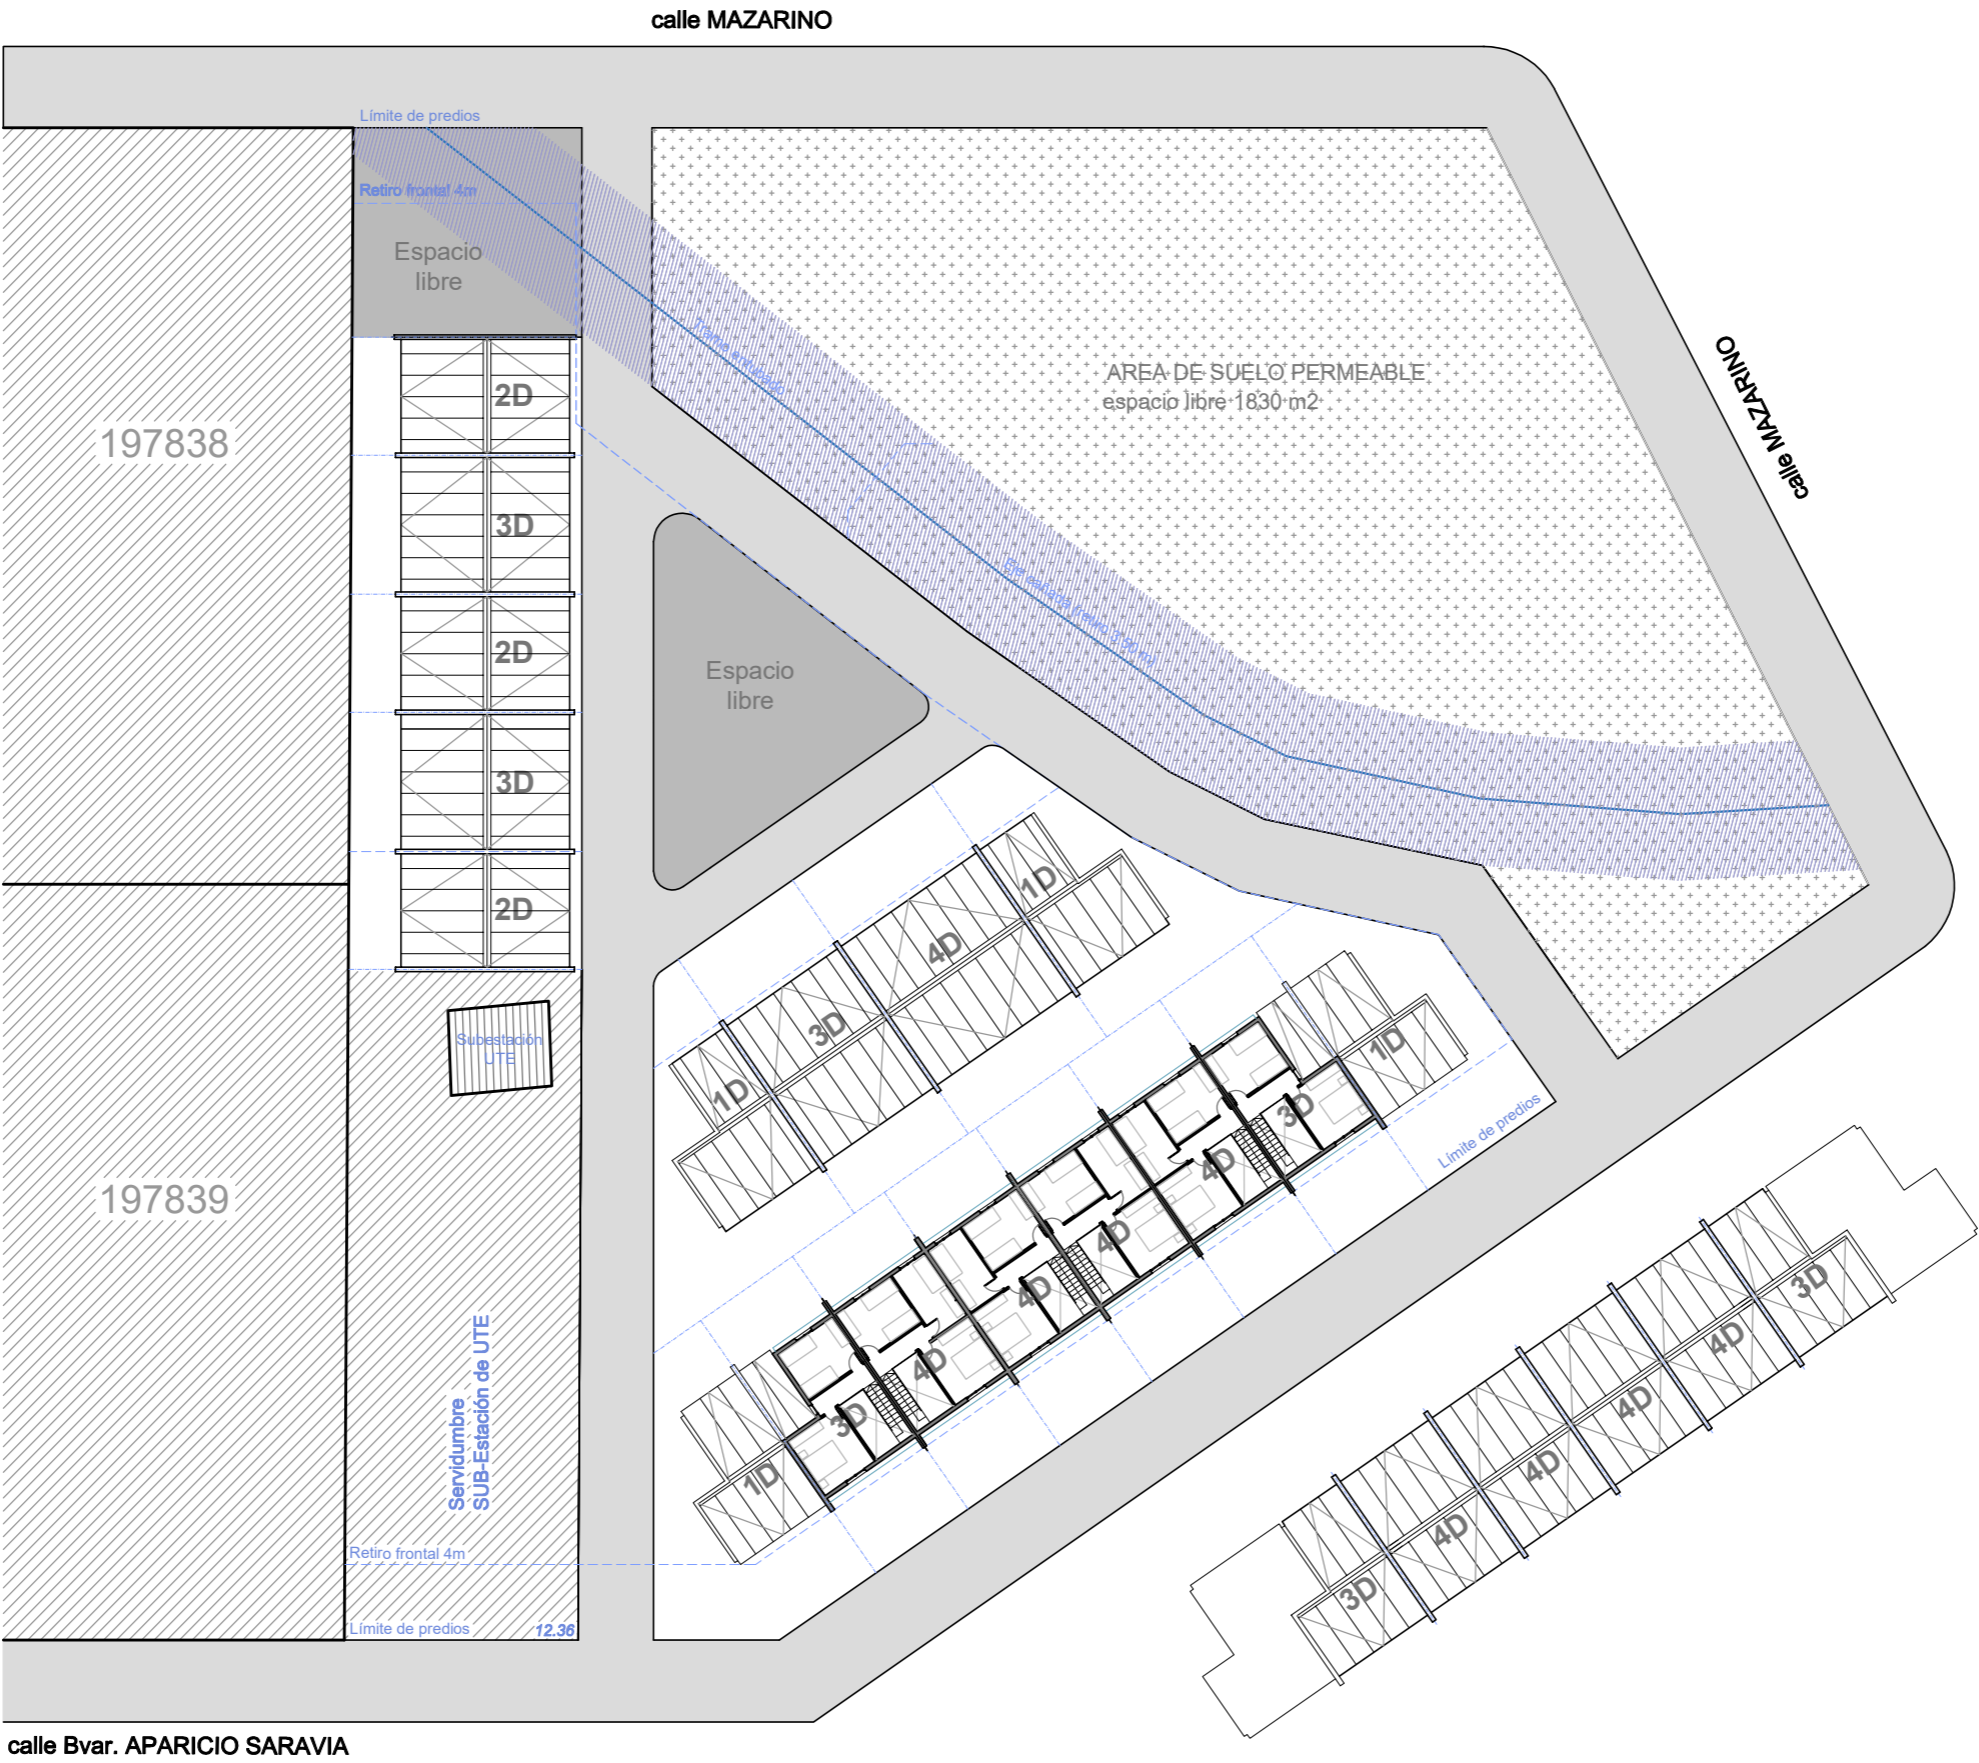 calle MAZARINO
Límite de predios
Retiro frontal 4m
Espacio
libre
AREA DE SUELO PERMEABLE
espacio libre 1830 m2
calle MAZARINO
197838
2D
3D
2D
3D
2D
Espacio
libre
Subestación
UTE
197839
Servidumbre
SUB-Estación de UTE
Retiro frontal 4m
Límite de predios
12.36
1D
3D
4D
1D
1D
3D
4D
4D
4D
4D
3D
1D
Límite de predios
3D
4D
4D
4D
4D
3D
calle Bvar. APARICIO SARAVIA